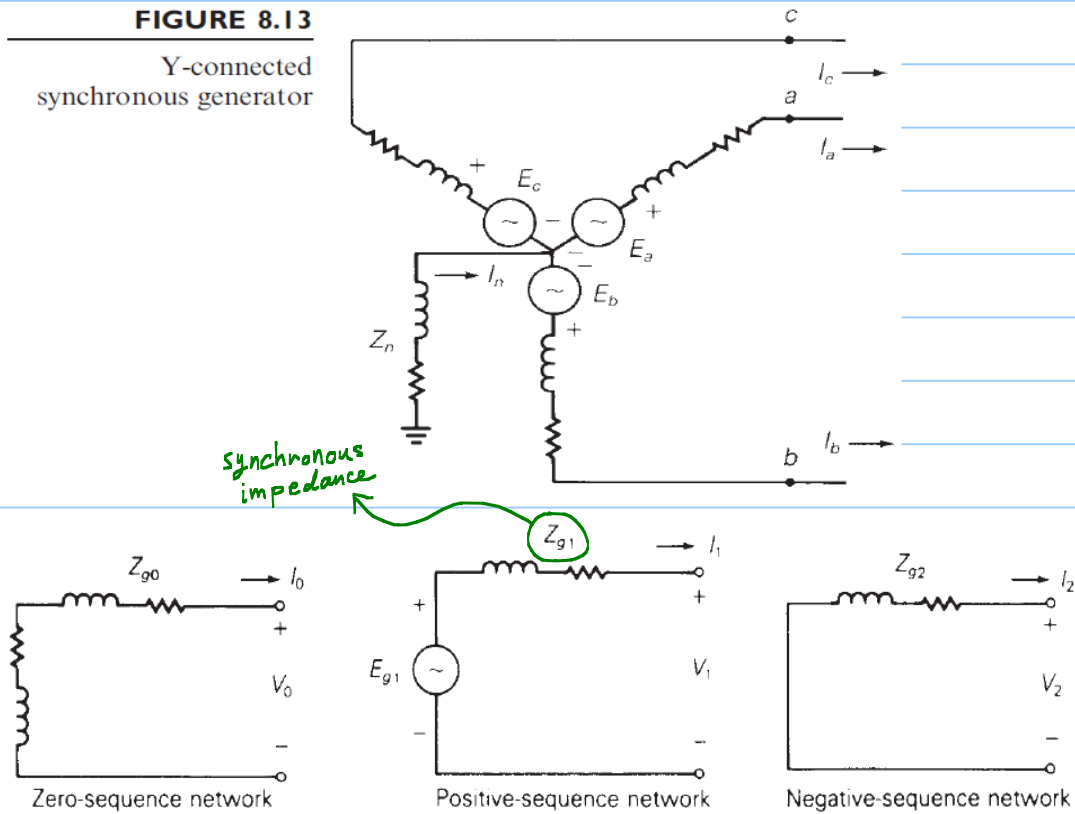 FIGURE 8.13
Y-connected
synchronous generator
c
I_c
a
I_a
+
E_c
~
−
~
+
E_a
−
−
I_n
~
E_b
+
Z_n
I_b
b
synchronous
impedance
Z_g0
I_0
+
V_0
−
Zero-sequence network
Z_g1
I_1
+
+
E_g1
~
V_1
−
−
Positive-sequence network
Z_g2
I_2
+
V_2
−
Negative-sequence network